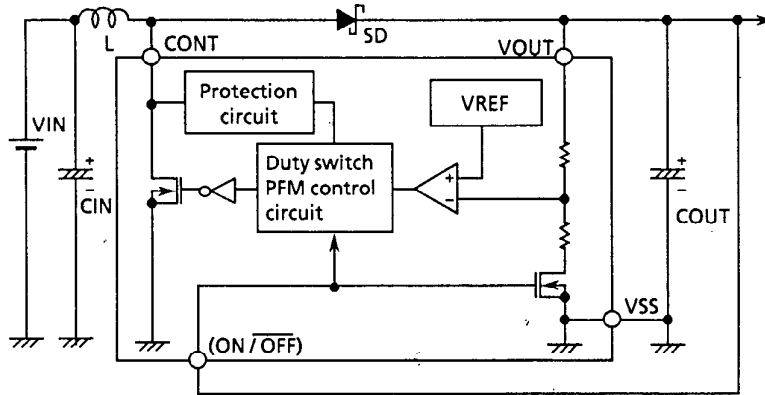 L
CONT
SD
VOUT
VIN
Protection
circuit
VREF
+
−
CIN
Duty switch
PFM control
circuit
+
−
+
−
COUT
VSS
(ON / OFF)